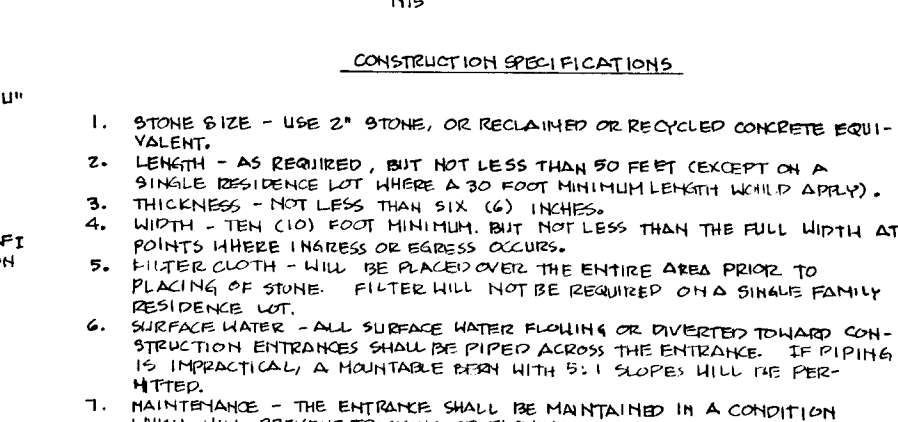 CONSTRUCTION SPECIFICATIONS
U"
1. STONE SIZE - USE 2" STONE, OR RECLAIMED OR RECYCLED CONCRETE EQUI-
VALENT.
2. LENGTH - AS REQUIRED, BUT NOT LESS THAN 50 FEET (EXCEPT ON A
SINGLE RESIDENCE LOT WHERE A 30 FOOT MINIMUM LENGTH WOULD APPLY).
3. THICKNESS - NOT LESS THAN SIX (6) INCHES.
4. WIDTH - TEN (10) FOOT MINIMUM. BUT NOT LESS THAN THE FULL WIDTH AT
POINTS WHERE INGRESS OR EGRESS OCCURS.
5. FILTER CLOTH - WILL BE PLACED OVER THE ENTIRE AREA PRIOR TO
PLACING OF STONE. FILTER WILL NOT BE REQUIRED ON A SINGLE FAMILY
RESIDENCE LOT.
6. SURFACE WATER - ALL SURFACE WATER FLOWING OR DIVERTED TOWARD CON-
STRUCTION ENTRANCES SHALL BE PIPED ACROSS THE ENTRANCE. IF PIPING
IS IMPRACTICAL, A MOUNTABLE BERM WITH 5:1 SLOPES WILL BE PER-
MITTED.
7. MAINTENANCE - THE ENTRANCE SHALL BE MAINTAINED IN A CONDITION